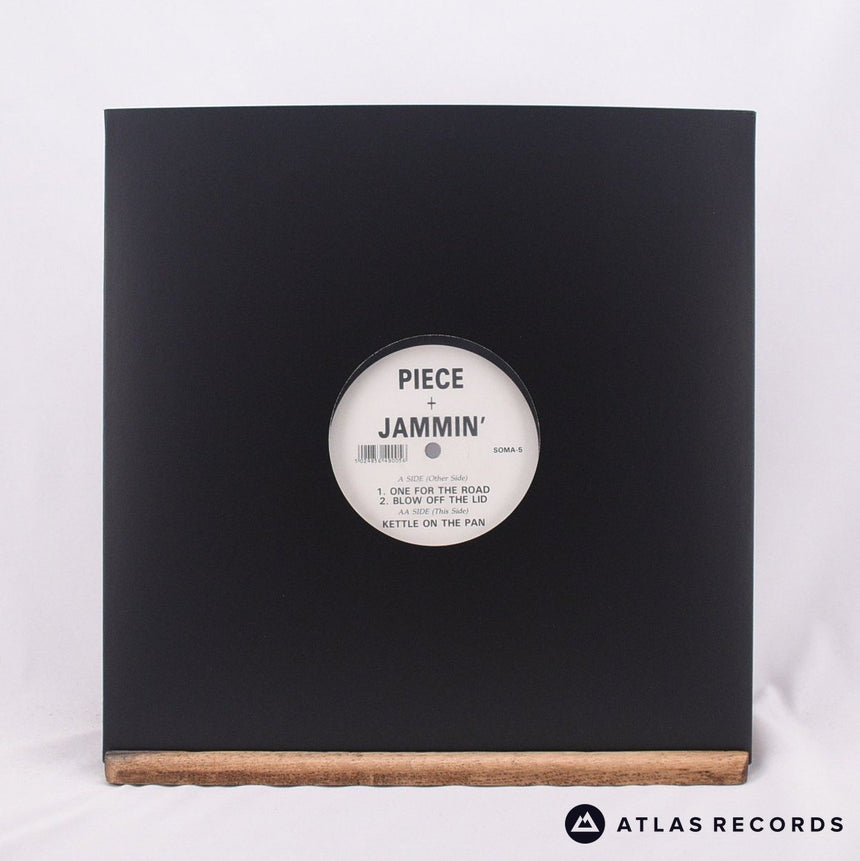 PIECE
+
JAMMIN'
SOMA-5
A SIDE (Other Side)
1. ONE FOR THE ROAD
2. BLOW OFF THE LID
AA SIDE (This Side)
KETTLE ON THE PAN
ATLAS RECORDS